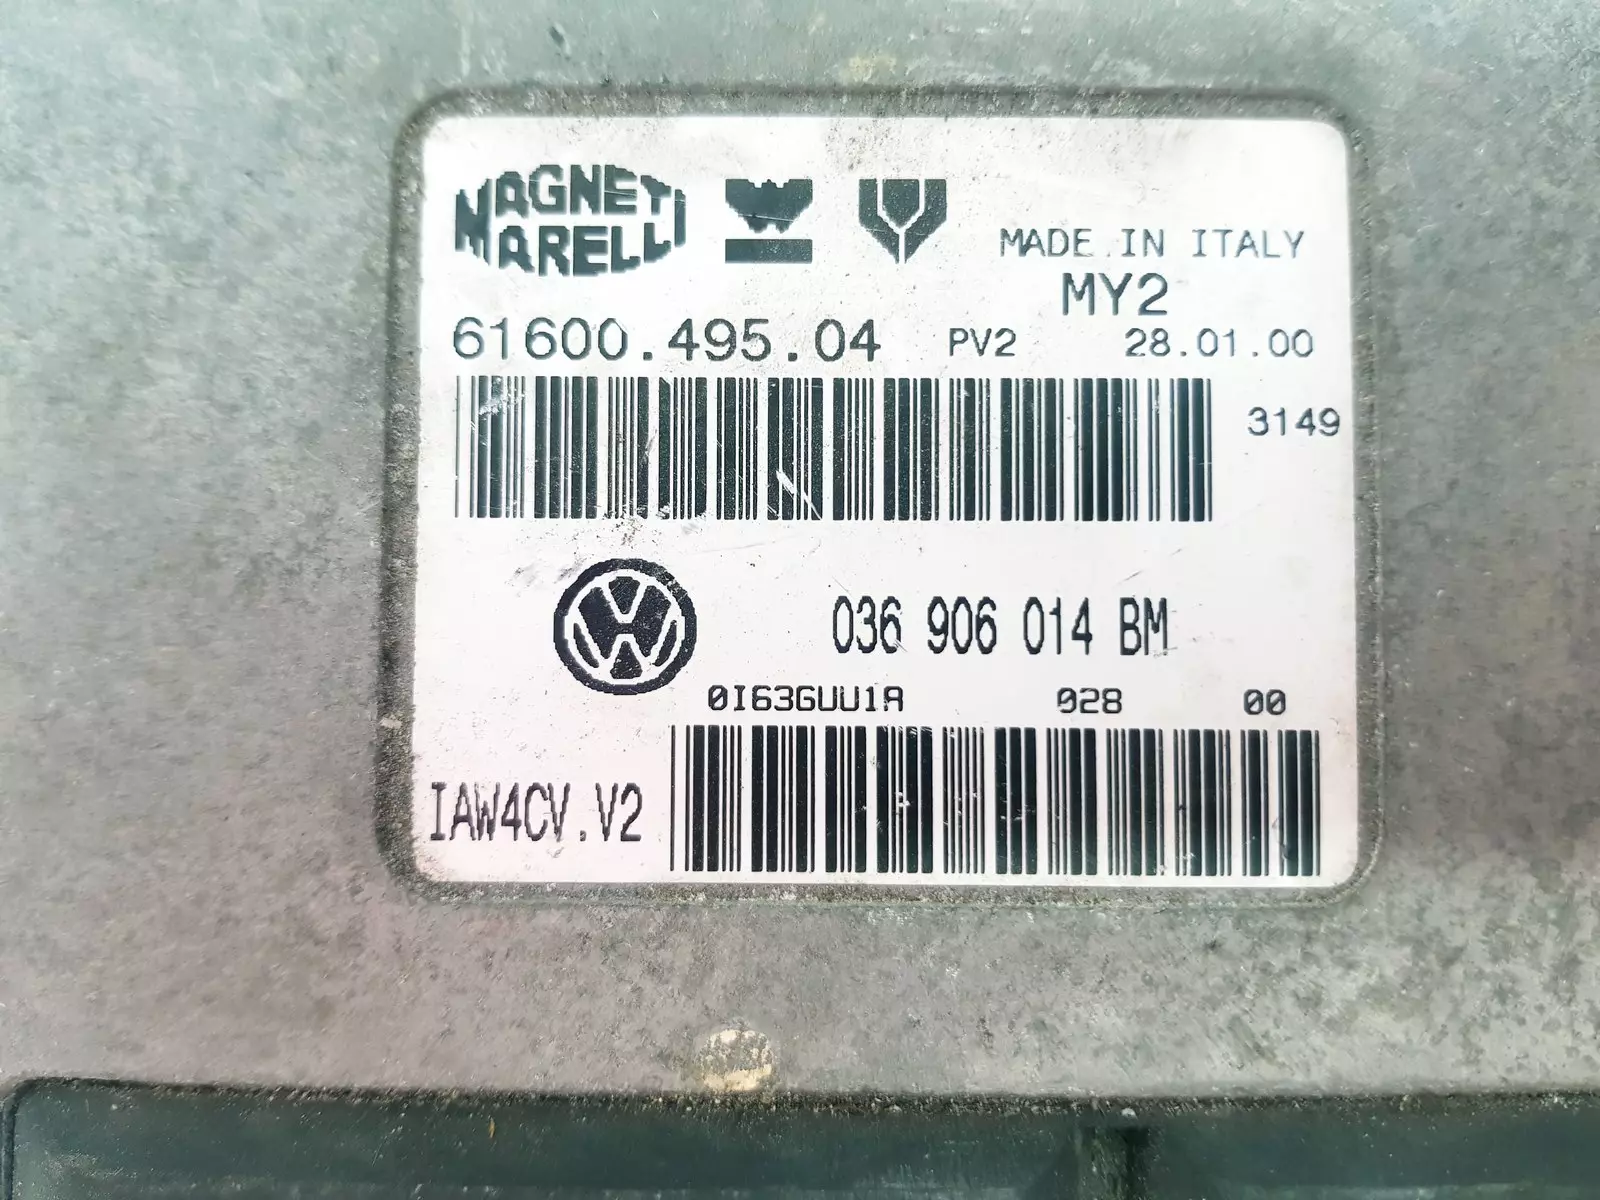 MAGNETI
MARELLI
MADE IN ITALY
MY2
61600.495.04 PV2 28.01.00
3149
036 906 014 BM
0I63GUU1A 028 00
IAW4CV.V2